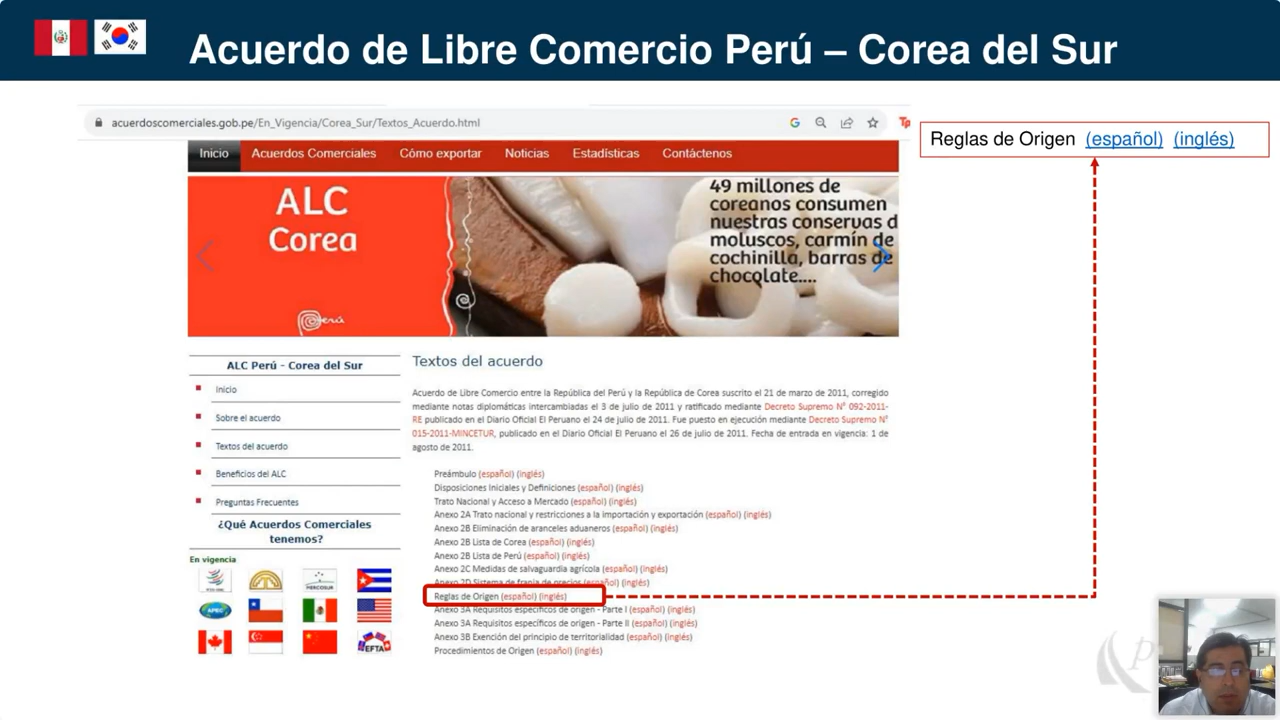 Acuerdo de Libre Comercio Perú – Corea del Sur
acuerdoscomerciales.gob.pe/En_Vigencia/Corea_Sur/Textos_Acuerdo.html
Reglas de Origen (español) (inglés)
Inicio Acuerdos Comerciales Cómo exportar Noticias Estadísticas Contáctenos
ALC
Corea
Perú
49 millones de
coreanos consumen
nuestras conservas d
moluscos, carmín de
cochinilla, barras de
chocolate....
ALC Perú - Corea del Sur
Inicio
Sobre el acuerdo
Textos del acuerdo
Beneficios del ALC
Preguntas Frecuentes
¿Qué Acuerdos Comerciales
tenemos?
En vigencia
MERCOSUR
APEC
EFTA
Textos del acuerdo
Acuerdo de Libre Comercio entre la República del Perú y la República de Corea suscrito el 21 de marzo de 2011, corregido
mediante notas diplomáticas intercambiadas el 3 de julio de 2011 y ratificado mediante Decreto Supremo N° 092-2011-
RE publicado en el Diario Oficial El Peruano el 24 de julio de 2011. Fue puesto en ejecución mediante Decreto Supremo N°
015-2011-MINCETUR, publicado en el Diario Oficial El Peruano el 26 de julio de 2011. Fecha de entrada en vigencia: 1 de
agosto de 2011.
Preámbulo (español) (inglés)
Disposiciones Iniciales y Definiciones (español) (inglés)
Trato Nacional y Acceso a Mercado (español) (inglés)
Anexo 2A Trato nacional y restricciones a la importación y exportación (español) (inglés)
Anexo 2B Eliminación de aranceles aduaneros (español) (inglés)
Anexo 2B Lista de Corea (español) (inglés)
Anexo 2B Lista de Perú (español) (inglés)
Anexo 2C Medidas de salvaguardia agrícola (español) (inglés)
Anexo 2D Sistema de franja de precios (español) (inglés)
Reglas de Origen (español) (inglés)
Anexo 3A Requisitos específicos de origen - Parte I (español) (inglés)
Anexo 3A Requisitos específicos de origen - Parte II (español) (inglés)
Anexo 3B Exención del principio de territorialidad (español) (inglés)
Procedimientos de Origen (español) (inglés)